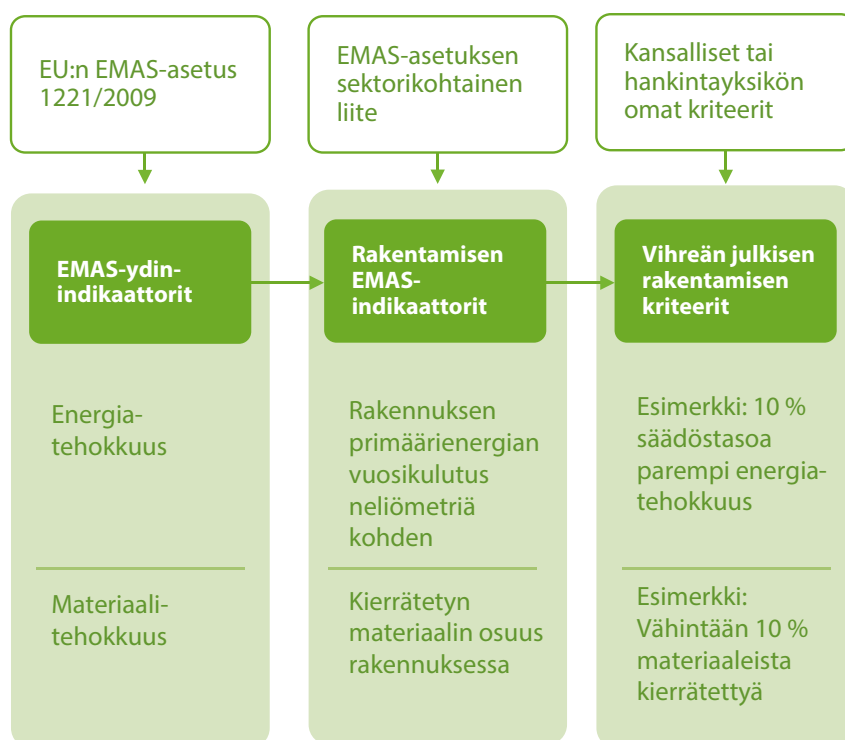 EU:n EMAS-asetus
1221/2009
EMAS-asetuksen
sektorikohtainen
liite
Kansalliset tai
hankintayksikön
omat kriteerit
EMAS-ydin-
indikaattorit
Rakentamisen
EMAS-
indikaattorit
Vihreän julkisen
rakentamisen
kriteerit
Energia-
tehokkuus
Rakennuksen
primäärienergian
vuosikulutus
neliömetriä
kohden
Esimerkki: 10 %
säädöstasoa
parempi energia-
tehokkuus
Materiaali-
tehokkuus
Kierrätetyn
materiaalin osuus
rakennuksessa
Esimerkki:
Vähintään 10 %
materiaaleista
kierrätettyä